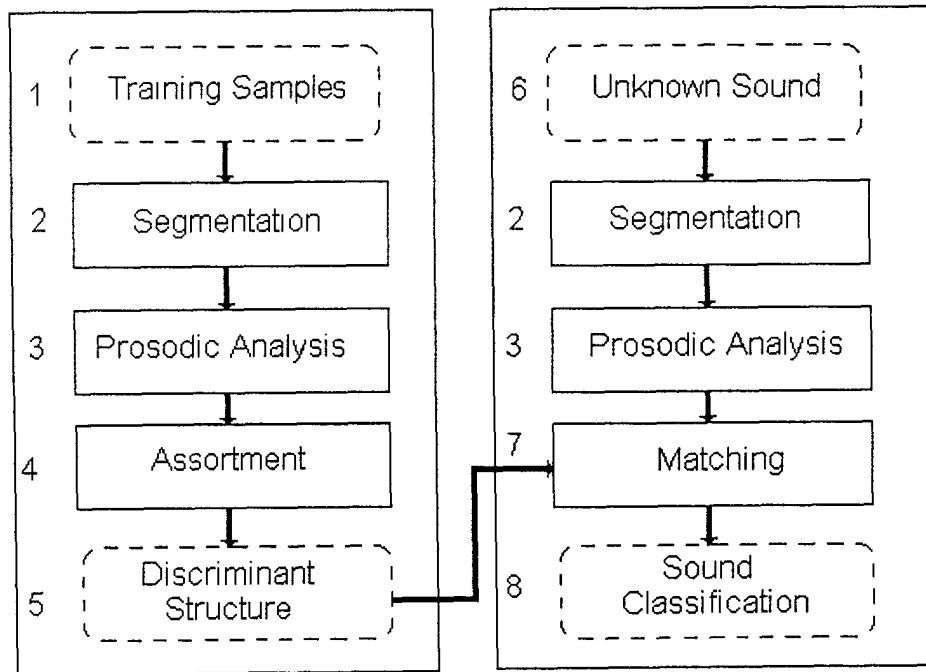 1 Training Samples
2 Segmentation
3 Prosodic Analysis
4 Assortment
5 Discriminant
Structure
6 Unknown Sound
2 Segmentation
3 Prosodic Analysis
7 Matching
8 Sound
Classification